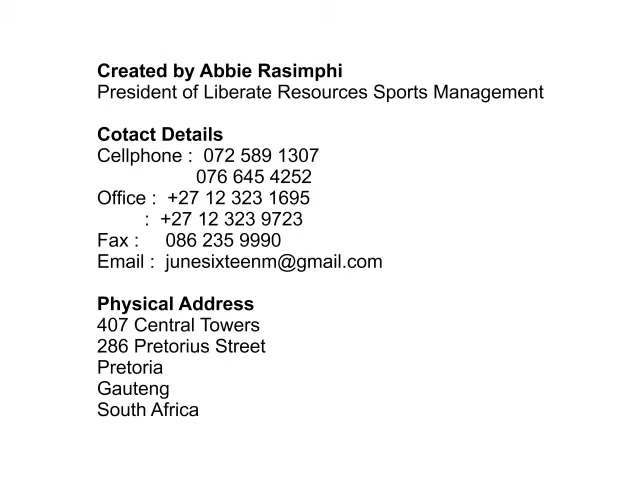 Created by Abbie Rasimphi
President of Liberate Resources Sports Management
Cotact Details
Cellphone : 072 589 1307
076 645 4252
Office : +27 12 323 1695
: +27 12 323 9723
Fax : 086 235 9990
Email : junesixteenm@gmail.com
Physical Address
407 Central Towers
286 Pretorius Street
Pretoria
Gauteng
South Africa